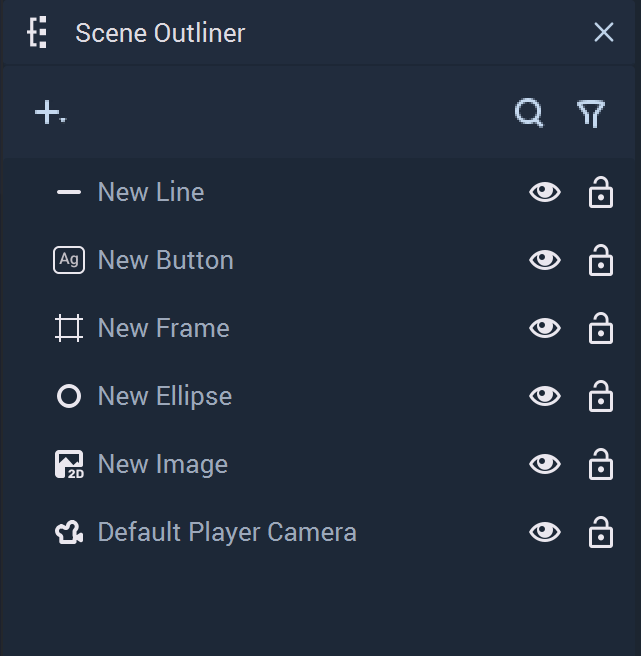 Scene Outliner
New Line
Ag New Button
New Frame
New Ellipse
2D New Image
Default Player Camera